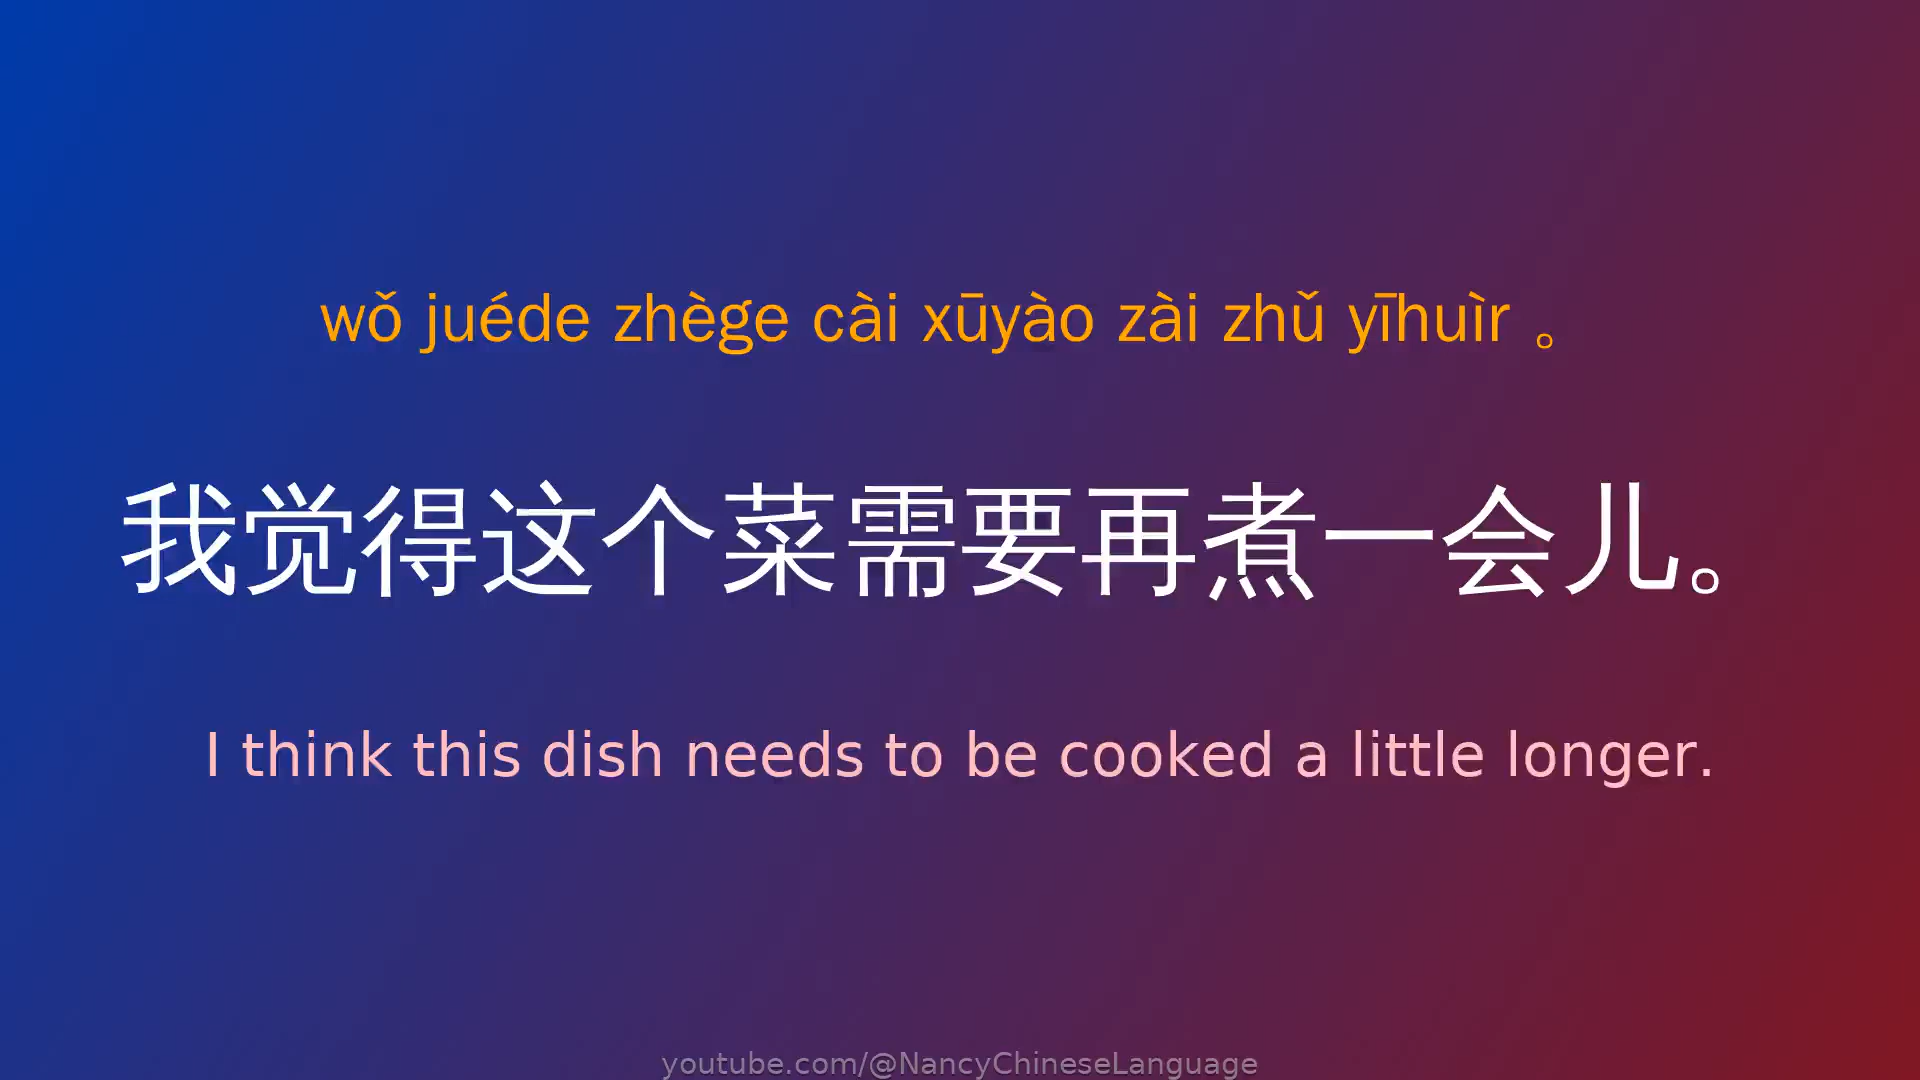 wǒ juéde zhège cài xūyào zài zhǔ yīhuìr 。
我觉得这个菜需要再煮一会儿。
I think this dish needs to be cooked a little longer.
youtube.com/@NancyChineseLanguage